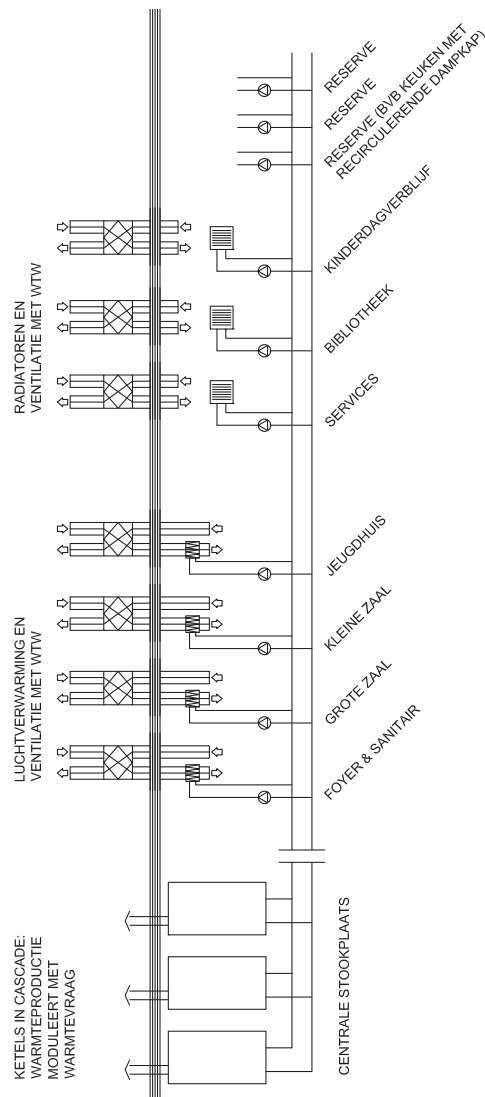 KETELS IN CASCADE:
WARMTEPRODUCTIE
MODULEERT MET
WARMTEVRAAG
LUCHTVERWARMING EN
VENTILATIE MET WTW
RADIATOREN EN
VENTILATIE MET WTW
CENTRALE STOOKPLAATS
FOYER & SANITAIR
GROTE ZAAL
KLEINE ZAAL
JEUGDHUIS
SERVICES
BIBLIOTHEEK
KINDERDAGVERBLIJF
RESERVE (BVB KEUKEN MET
RECIRCULERENDE DAMPKAP)
RESERVE
RESERVE